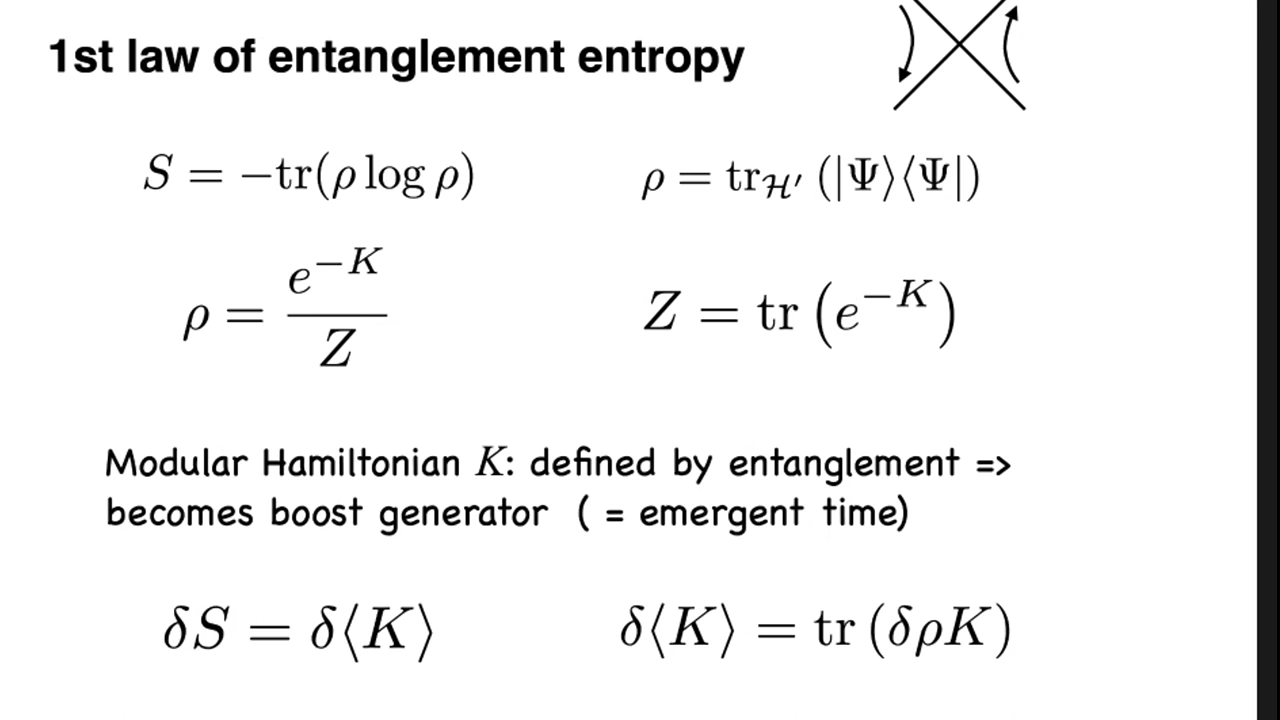 1st law of entanglement entropy
S = −tr(ρ log ρ)
ρ = tr_{ℋ′} (|Ψ⟩⟨Ψ|)
ρ = e^{−K} / Z
Z = tr (e^{−K})
Modular Hamiltonian K: defined by entanglement =>
becomes boost generator ( = emergent time)
δS = δ⟨K⟩
δ⟨K⟩ = tr (δρK)